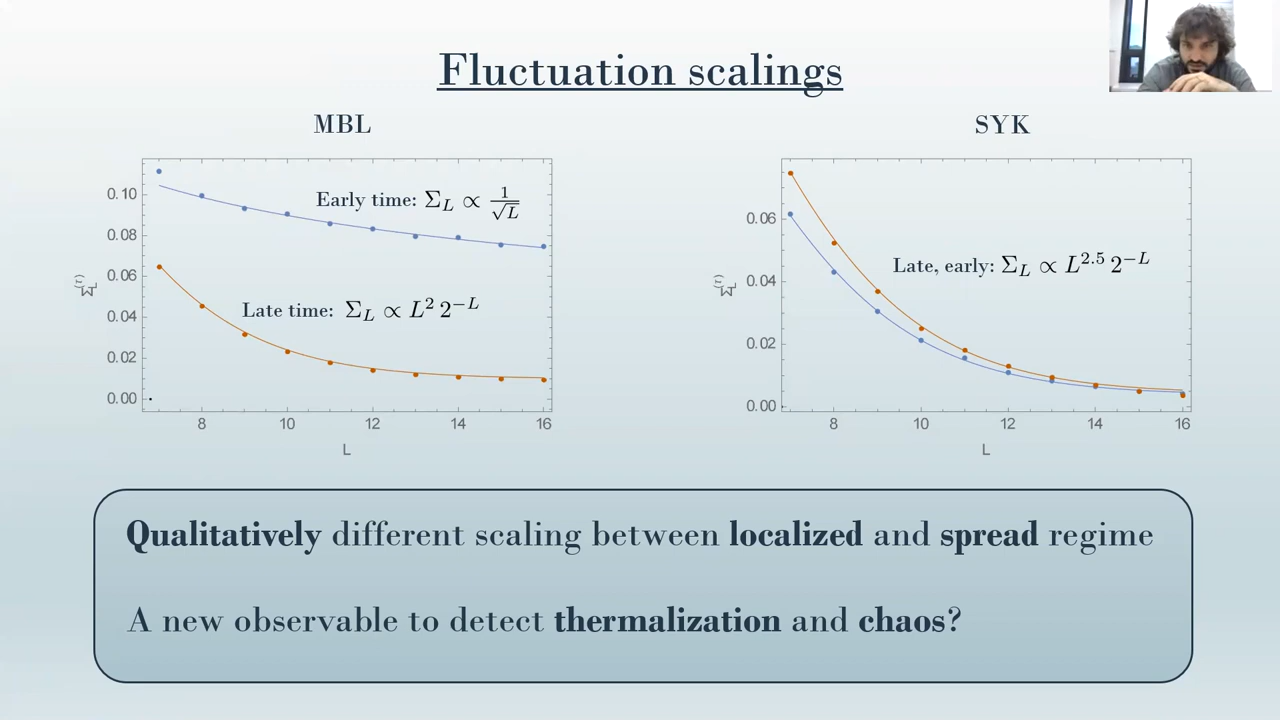 Fluctuation scalings
MBL
SYK
Early time: Σ_L ∝ 1/√L
Late time: Σ_L ∝ L^2 2^{-L}
0.10
0.08
0.06
0.04
0.02
0.00
Σ_L^{(τ)}
8 10 12 14 16
L
Late, early: Σ_L ∝ L^{2.5} 2^{-L}
0.06
0.04
0.02
0.00
Σ_L^{(τ)}
8 10 12 14 16
L
Qualitatively different scaling between localized and spread regime
A new observable to detect thermalization and chaos?